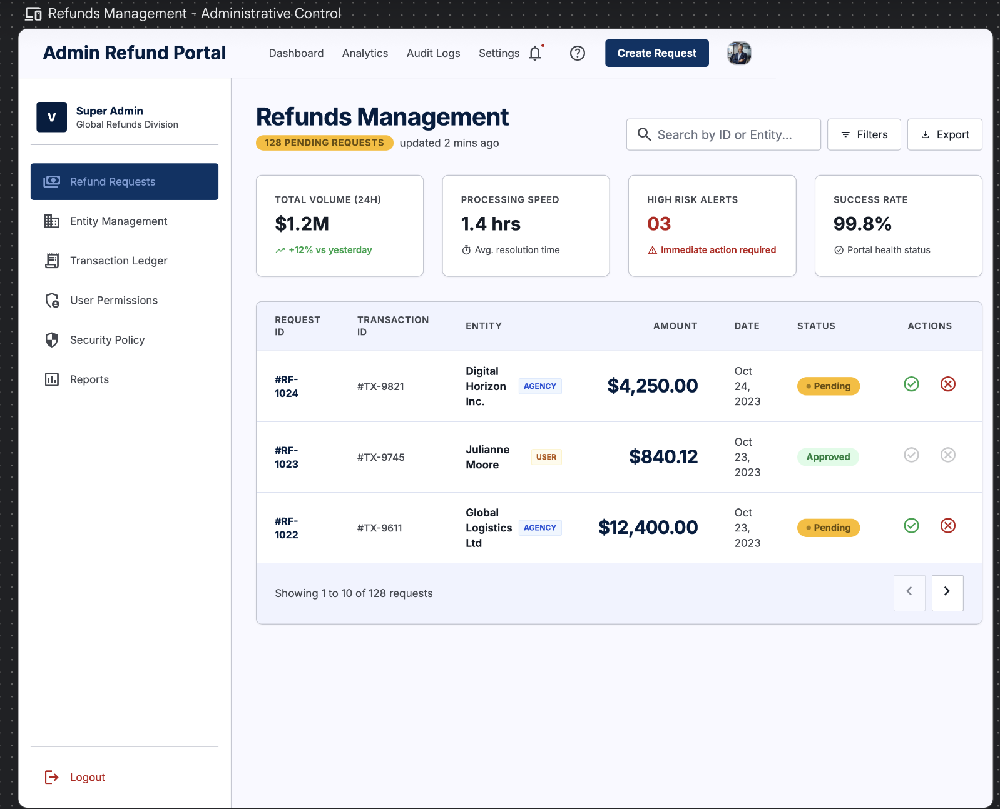 Refunds Management - Administrative Control
Admin Refund Portal
Dashboard
Analytics
Audit Logs
Settings
Create Request
V
Super Admin
Global Refunds Division
Refund Requests
Entity Management
Transaction Ledger
User Permissions
Security Policy
Reports
Logout
Refunds Management
128 PENDING REQUESTS
updated 2 mins ago
Search by ID or Entity...
Filters
Export
TOTAL VOLUME (24H)
$1.2M
+12% vs yesterday
PROCESSING SPEED
1.4 hrs
Avg. resolution time
HIGH RISK ALERTS
03
Immediate action required
SUCCESS RATE
99.8%
Portal health status
REQUEST
ID
TRANSACTION
ID
ENTITY
AMOUNT
DATE
STATUS
ACTIONS
#RF-
1024
#TX-9821
Digital
Horizon
Inc.
AGENCY
$4,250.00
Oct
24,
2023
Pending
#RF-
1023
#TX-9745
Julianne
Moore
USER
$840.12
Oct
23,
2023
Approved
#RF-
1022
#TX-9611
Global
Logistics
Ltd
AGENCY
$12,400.00
Oct
23,
2023
Pending
Showing 1 to 10 of 128 requests